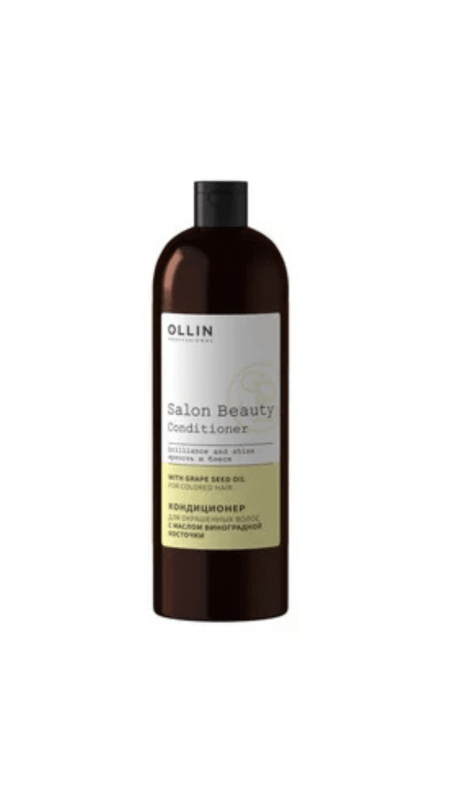 OLLIN
PROFESSIONAL
Salon Beauty
Conditioner
brilliance and shine
яркость и блеск
WITH GRAPE SEED OIL
FOR COLORED HAIR
КОНДИЦИОНЕР
ДЛЯ ОКРАШЕННЫХ ВОЛОС
С МАСЛОМ ВИНОГРАДНОЙ
КОСТОЧКИ